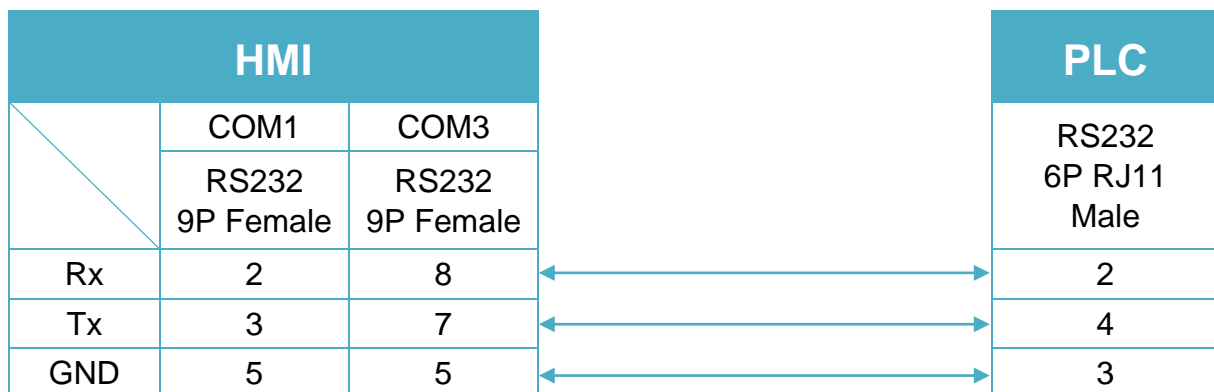 HMI PLC
COM1 COM3
RS232
9P Female
RS232
9P Female
RS232
6P RJ11
Male
Rx 2 8 2
Tx 3 7 4
GND 5 5 3